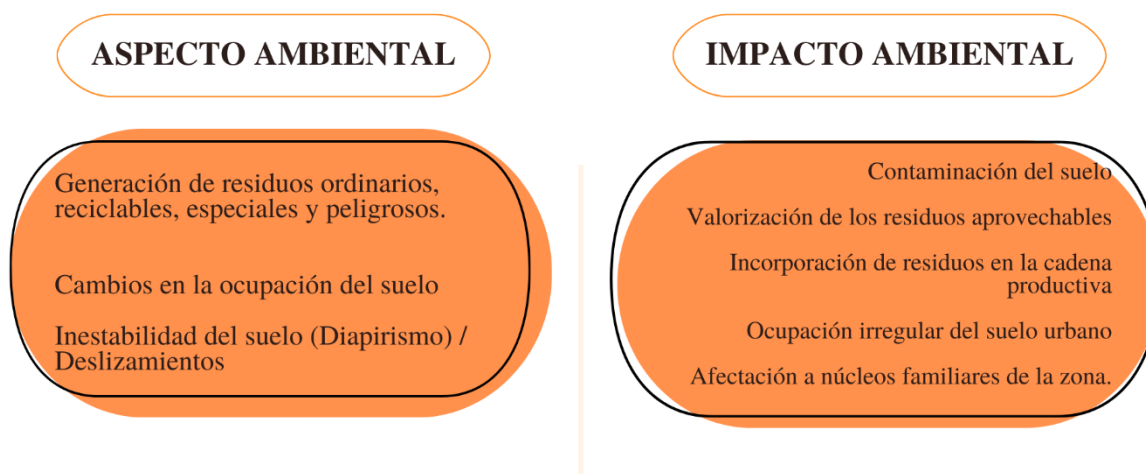 ASPECTO AMBIENTAL
Generación de residuos ordinarios,
reciclables, especiales y peligrosos.
Cambios en la ocupación del suelo
Inestabilidad del suelo (Diapirismo) /
Deslizamientos
IMPACTO AMBIENTAL
Contaminación del suelo
Valorización de los residuos aprovechables
Incorporación de residuos en la cadena
productiva
Ocupación irregular del suelo urbano
Afectación a núcleos familiares de la zona.